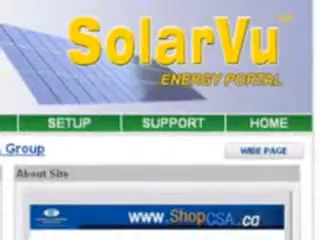 SolarVu
ENERGY PORTAL
SETUP SUPPORT HOME
Group WIDE PAGE
About Site
www.ShopCSA.ca